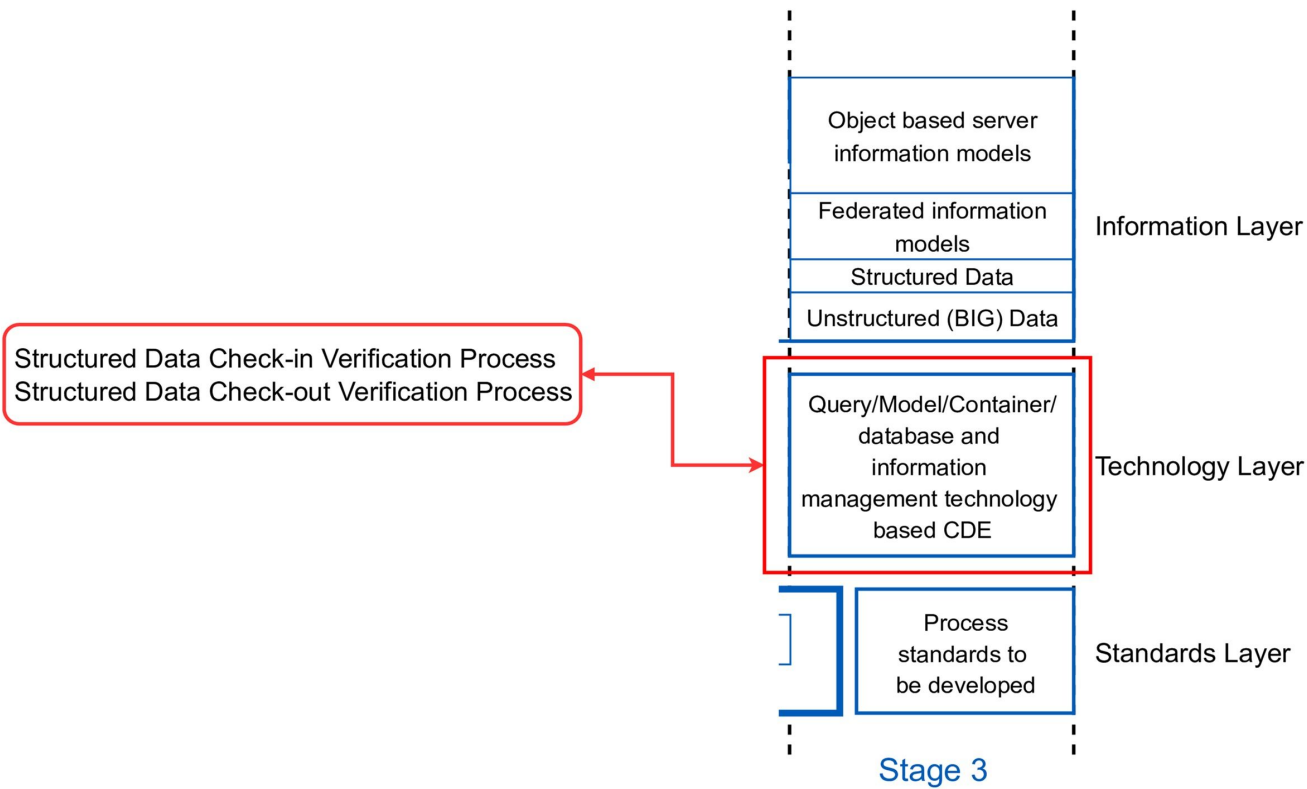 Object based server
information models
Federated information
models
Information Layer
Structured Data
Unstructured (BIG) Data
Structured Data Check-in Verification Process
Structured Data Check-out Verification Process
Query/Model/Container/
database and
information
management technology
based CDE
Technology Layer
Process
standards to
be developed
Standards Layer
Stage 3